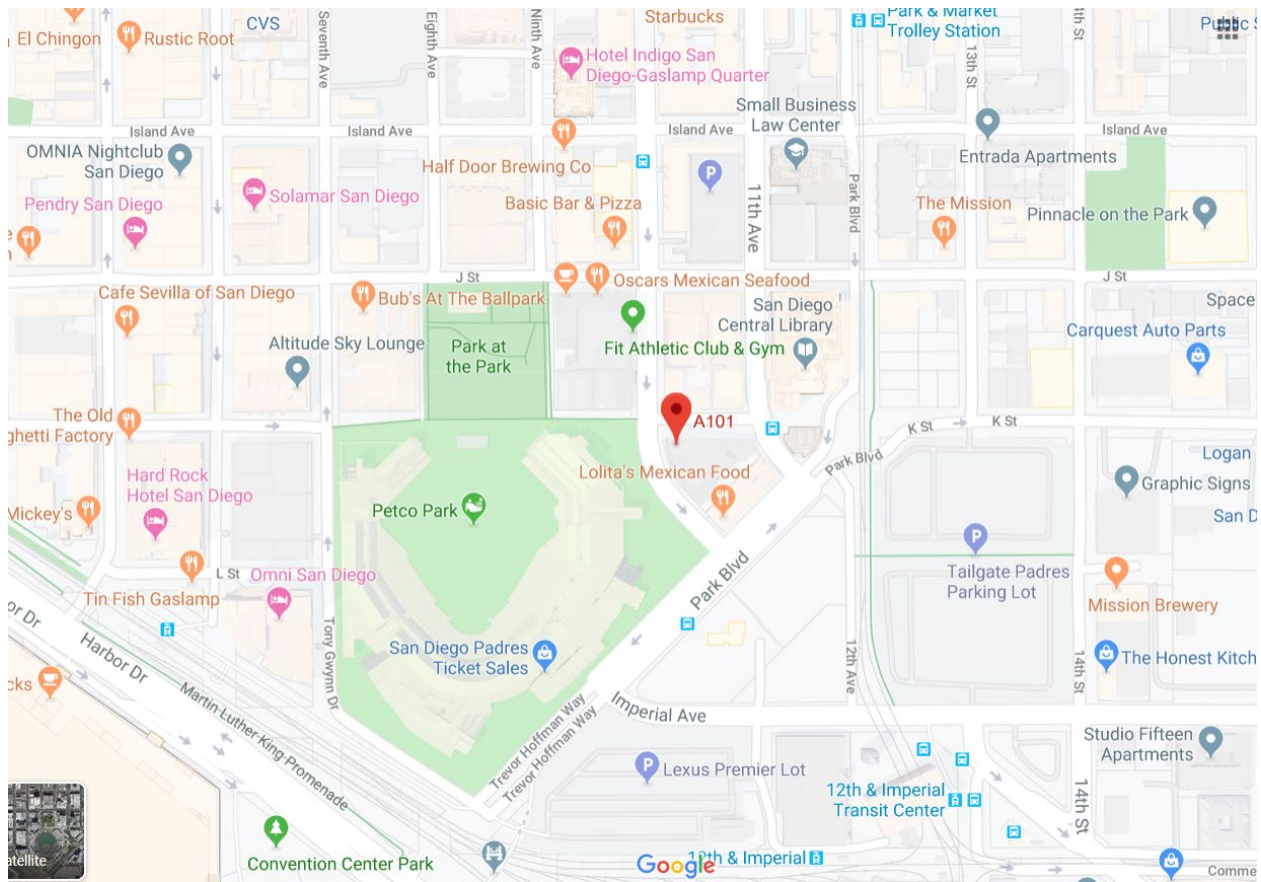 El Chingon
Rustic Root
CVS
Seventh Ave
Eighth Ave
Ninth Ave
Starbucks
Hotel Indigo San
Diego-Gaslamp Quarter
Park & Market
Trolley Station
13th St
Island Ave
Island Ave
Island Ave
Island Ave
OMNIA Nightclub
San Diego
Pendry San Diego
Solamar San Diego
Half Door Brewing Co
Basic Bar & Pizza
P
Small Business
Law Center
11th Ave
Park Blvd
Entrada Apartments
The Mission
Pinnacle on the Park
J St
J St
Cafe Sevilla of San Diego
Bub's At The Ballpark
Oscars Mexican Seafood
San Diego
Central Library
Fit Athletic Club & Gym
Space
Carquest Auto Parts
Altitude Sky Lounge
Park at
the Park
The Old
ghetti Factory
A101
K St
K St
Park Blvd
Lolita's Mexican Food
Logan
Graphic Signs
San D
Hard Rock
Hotel San Diego
Mickey's
Petco Park
L St
Omni San Diego
Tin Fish Gaslamp
Park Blvd
P
Tailgate Padres
Parking Lot
Mission Brewery
or Dr
Harbor Dr
Tony Gwynn Dr
San Diego Padres
Ticket Sales
12th Ave
14th St
The Honest Kitch
cks
Martin Luther King Promenade
Trevor Hoffman Way
Trevor Hoffman Way
Imperial Ave
P
Lexus Premier Lot
Studio Fifteen
Apartments
12th & Imperial
Transit Center
14th St
atellite
Convention Center Park
Google
12th & Imperial
Comme